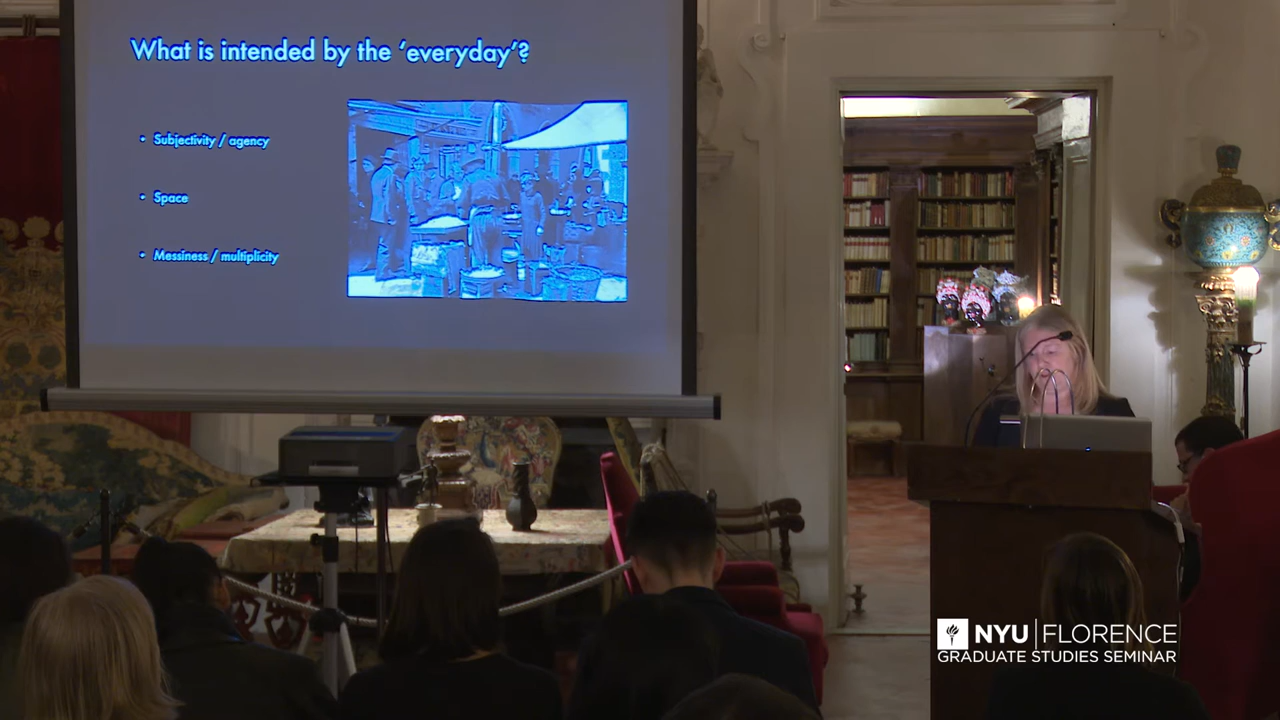 What is intended by the ‘everyday’?
• Subjectivity / agency
• Space
• Messiness / multiplicity
NYU | FLORENCE
GRADUATE STUDIES SEMINAR